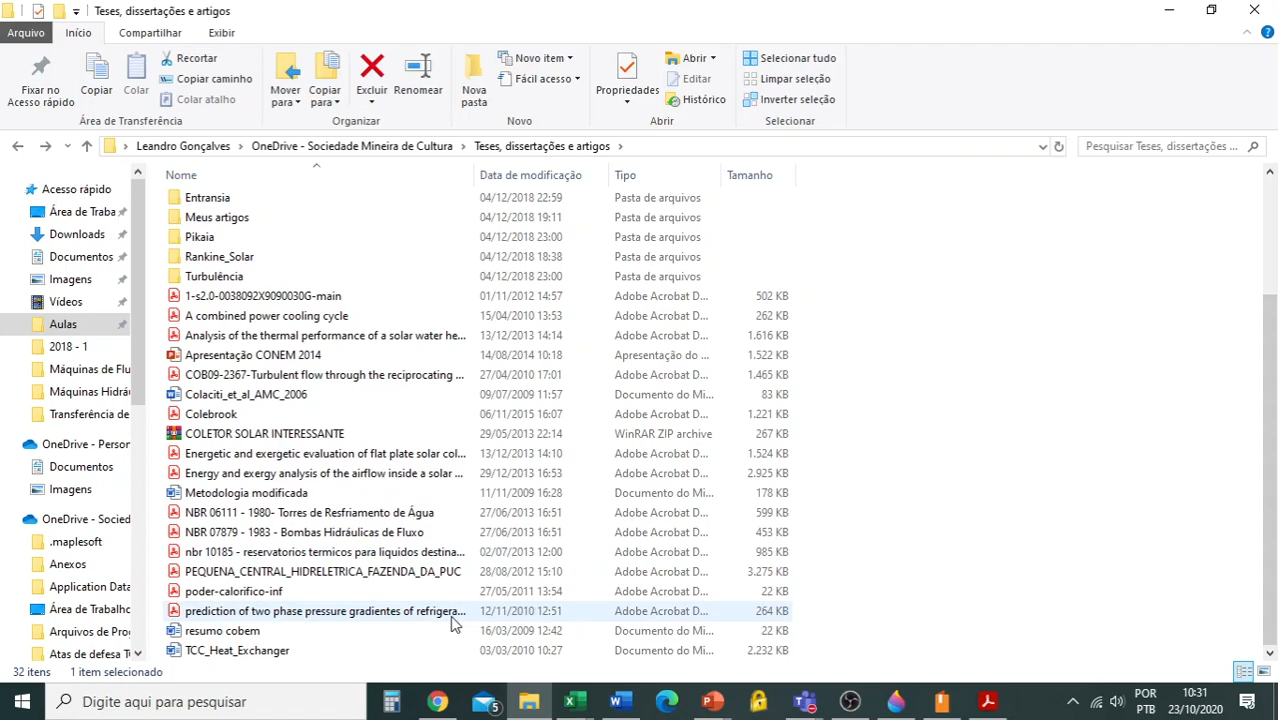 Teses, dissertações e artigos
Arquivo Início Compartilhar Exibir
Fixar no Acesso rápido
Copiar
Colar
Recortar
Copiar caminho
Colar atalho
Área de Transferência
Mover para
Copiar para
Excluir
Renomear
Organizar
Nova pasta
Novo item
Fácil acesso
Novo
Propriedades
Abrir
Editar
Histórico
Abrir
Selecionar tudo
Limpar seleção
Inverter seleção
Selecionar
Leandro Gonçalves > OneDrive - Sociedade Mineira de Cultura > Teses, dissertações e artigos >
Pesquisar Teses, dissertações ...
Acesso rápido
Área de Traba
Downloads
Documentos
Imagens
Vídeos
Aulas
2018 - 1
Máquinas de Flu
Máquinas Hidrá
Transferência de
OneDrive - Person
Documentos
Imagens
OneDrive - Socied
.maplesoft
Anexos
Application Data
Área de Trabalho
Arquivos de Pro
Atas de defesa T
Nome Data de modificação Tipo Tamanho
Entransia 04/12/2018 22:59 Pasta de arquivos
Meus artigos 04/12/2018 19:11 Pasta de arquivos
Pikaia 04/12/2018 23:00 Pasta de arquivos
Rankine_Solar 04/12/2018 18:38 Pasta de arquivos
Turbulência 04/12/2018 23:00 Pasta de arquivos
1-s2.0-0038092X9090030G-main 01/11/2012 14:57 Adobe Acrobat D... 502 KB
A combined power cooling cycle 15/04/2010 13:53 Adobe Acrobat D... 262 KB
Analysis of the thermal performance of a solar water he... 13/12/2013 14:14 Adobe Acrobat D... 1.616 KB
Apresentação CONEM 2014 14/08/2014 10:18 Apresentação do ... 1.522 KB
COB09-2367-Turbulent flow through the reciprocating ... 27/04/2010 17:01 Adobe Acrobat D... 1.465 KB
Colaciti_et_al_AMC_2006 09/07/2009 11:57 Documento do Mi... 83 KB
Colebrook 06/11/2015 16:07 Adobe Acrobat D... 1.221 KB
COLETOR SOLAR INTERESSANTE 29/05/2013 22:14 WinRAR ZIP archive 267 KB
Energetic and exergetic evaluation of flat plate solar col... 13/12/2013 14:10 Adobe Acrobat D... 1.524 KB
Energy and exergy analysis of the airflow inside a solar ... 29/12/2013 16:53 Adobe Acrobat D... 2.925 KB
Metodologia modificada 11/11/2009 16:28 Documento do Mi... 178 KB
NBR 06111 - 1980- Torres de Resfriamento de Água 27/06/2013 16:51 Adobe Acrobat D... 599 KB
NBR 07879 - 1983 - Bombas Hidráulicas de Fluxo 27/06/2013 16:51 Adobe Acrobat D... 453 KB
nbr 10185 - reservatorios termicos para liquidos destina... 02/07/2013 12:00 Adobe Acrobat D... 985 KB
PEQUENA_CENTRAL_HIDRELETRICA_FAZENDA_DA_PUC 28/08/2012 15:10 Adobe Acrobat D... 3.275 KB
poder-calorifico-inf 27/05/2011 13:54 Adobe Acrobat D... 22 KB
prediction of two phase pressure gradientes of refrigera... 12/11/2010 12:51 Adobe Acrobat D... 264 KB
resumo cobem 16/03/2009 12:42 Documento do Mi... 22 KB
TCC_Heat_Exchanger 03/03/2010 10:27 Documento do Mi... 2.232 KB
32 itens 1 item selecionado
Digite aqui para pesquisar
5
POR
PTB
10:31
23/10/2020